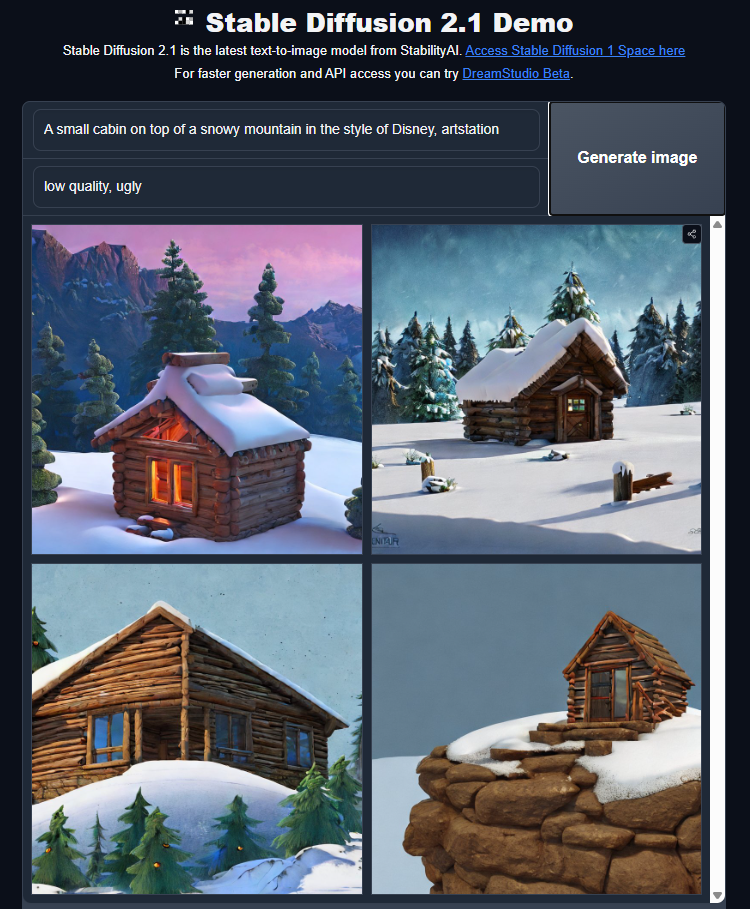 Stable Diffusion 2.1 Demo
Stable Diffusion 2.1 is the latest text-to-image model from StabilityAI. Access Stable Diffusion 1 Space here
For faster generation and API access you can try DreamStudio Beta.
A small cabin on top of a snowy mountain in the style of Disney, artstation
Generate image
low quality, ugly